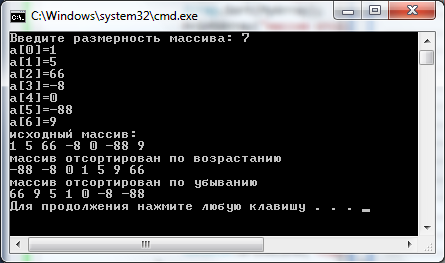 C:\Windows\system32\cmd.exe
Введите размерность массива: 7
a[0]=1
a[1]=5
a[2]=66
a[3]=-8
a[4]=0
a[5]=-88
a[6]=9
исходный массив:
1 5 66 -8 0 -88 9
массив отсортирован по возрастанию
-88 -8 0 1 5 9 66
массив отсортирован по убыванию
66 9 5 1 0 -8 -88
Для продолжения нажмите любую клавишу . . .